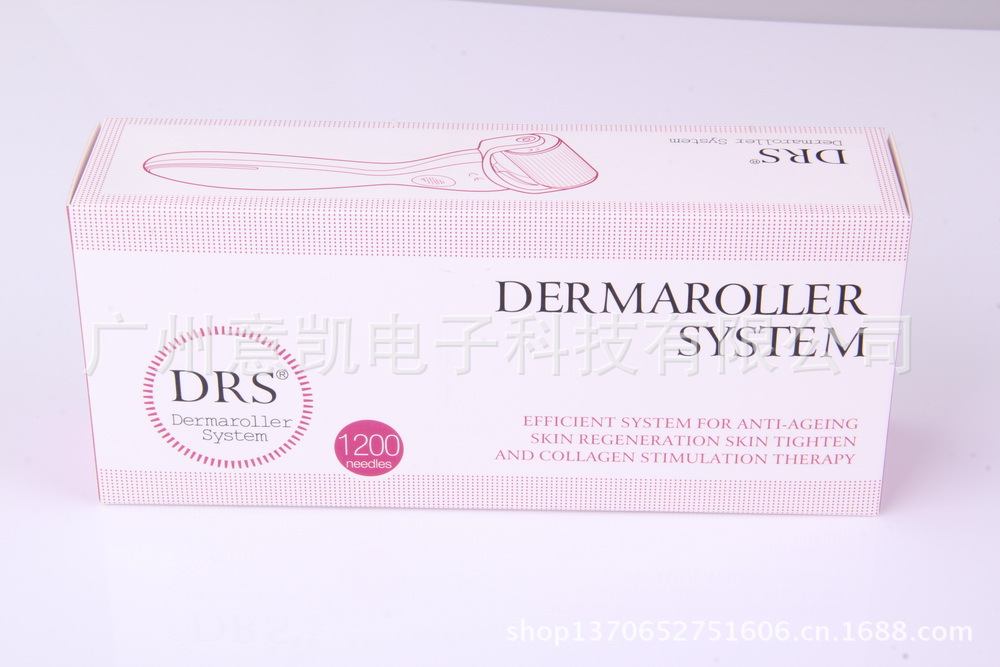 DRS®
Dermaroller System
DERMAROLLER
SYSTEM
广州意凯电子科技有限公司
DRS®
Dermaroller
System
1200
needles
EFFICIENT SYSTEM FOR ANTI-AGEING
SKIN REGENERATION SKIN TIGHTEN
AND COLLAGEN STIMULATION THERAPY
shop1370652751606.cn.1688.com